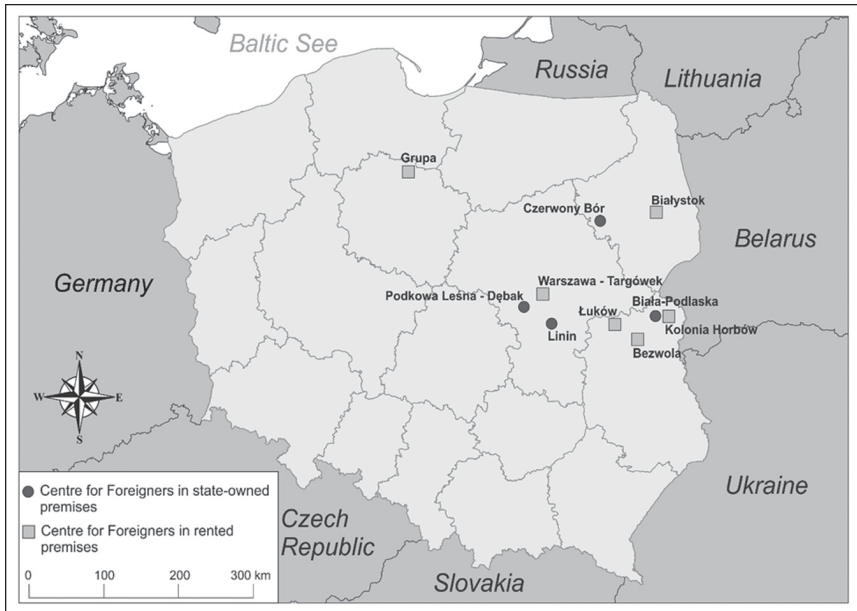 Baltic See
Russia
Lithuania
Grupa
Czerwony Bór
Białystok
Belarus
Germany
Warszawa - Targówek
Podkowa Leśna - Dębak
Biała-Podlaska
Łuków
Kolonia Horbów
Linin
Bezwola
N
W
E
S
Ukraine
Centre for Foreigners in state-owned
premises
Centre for Foreigners in rented
premises
Czech
Republic
Slovakia
0 100 200 300 km